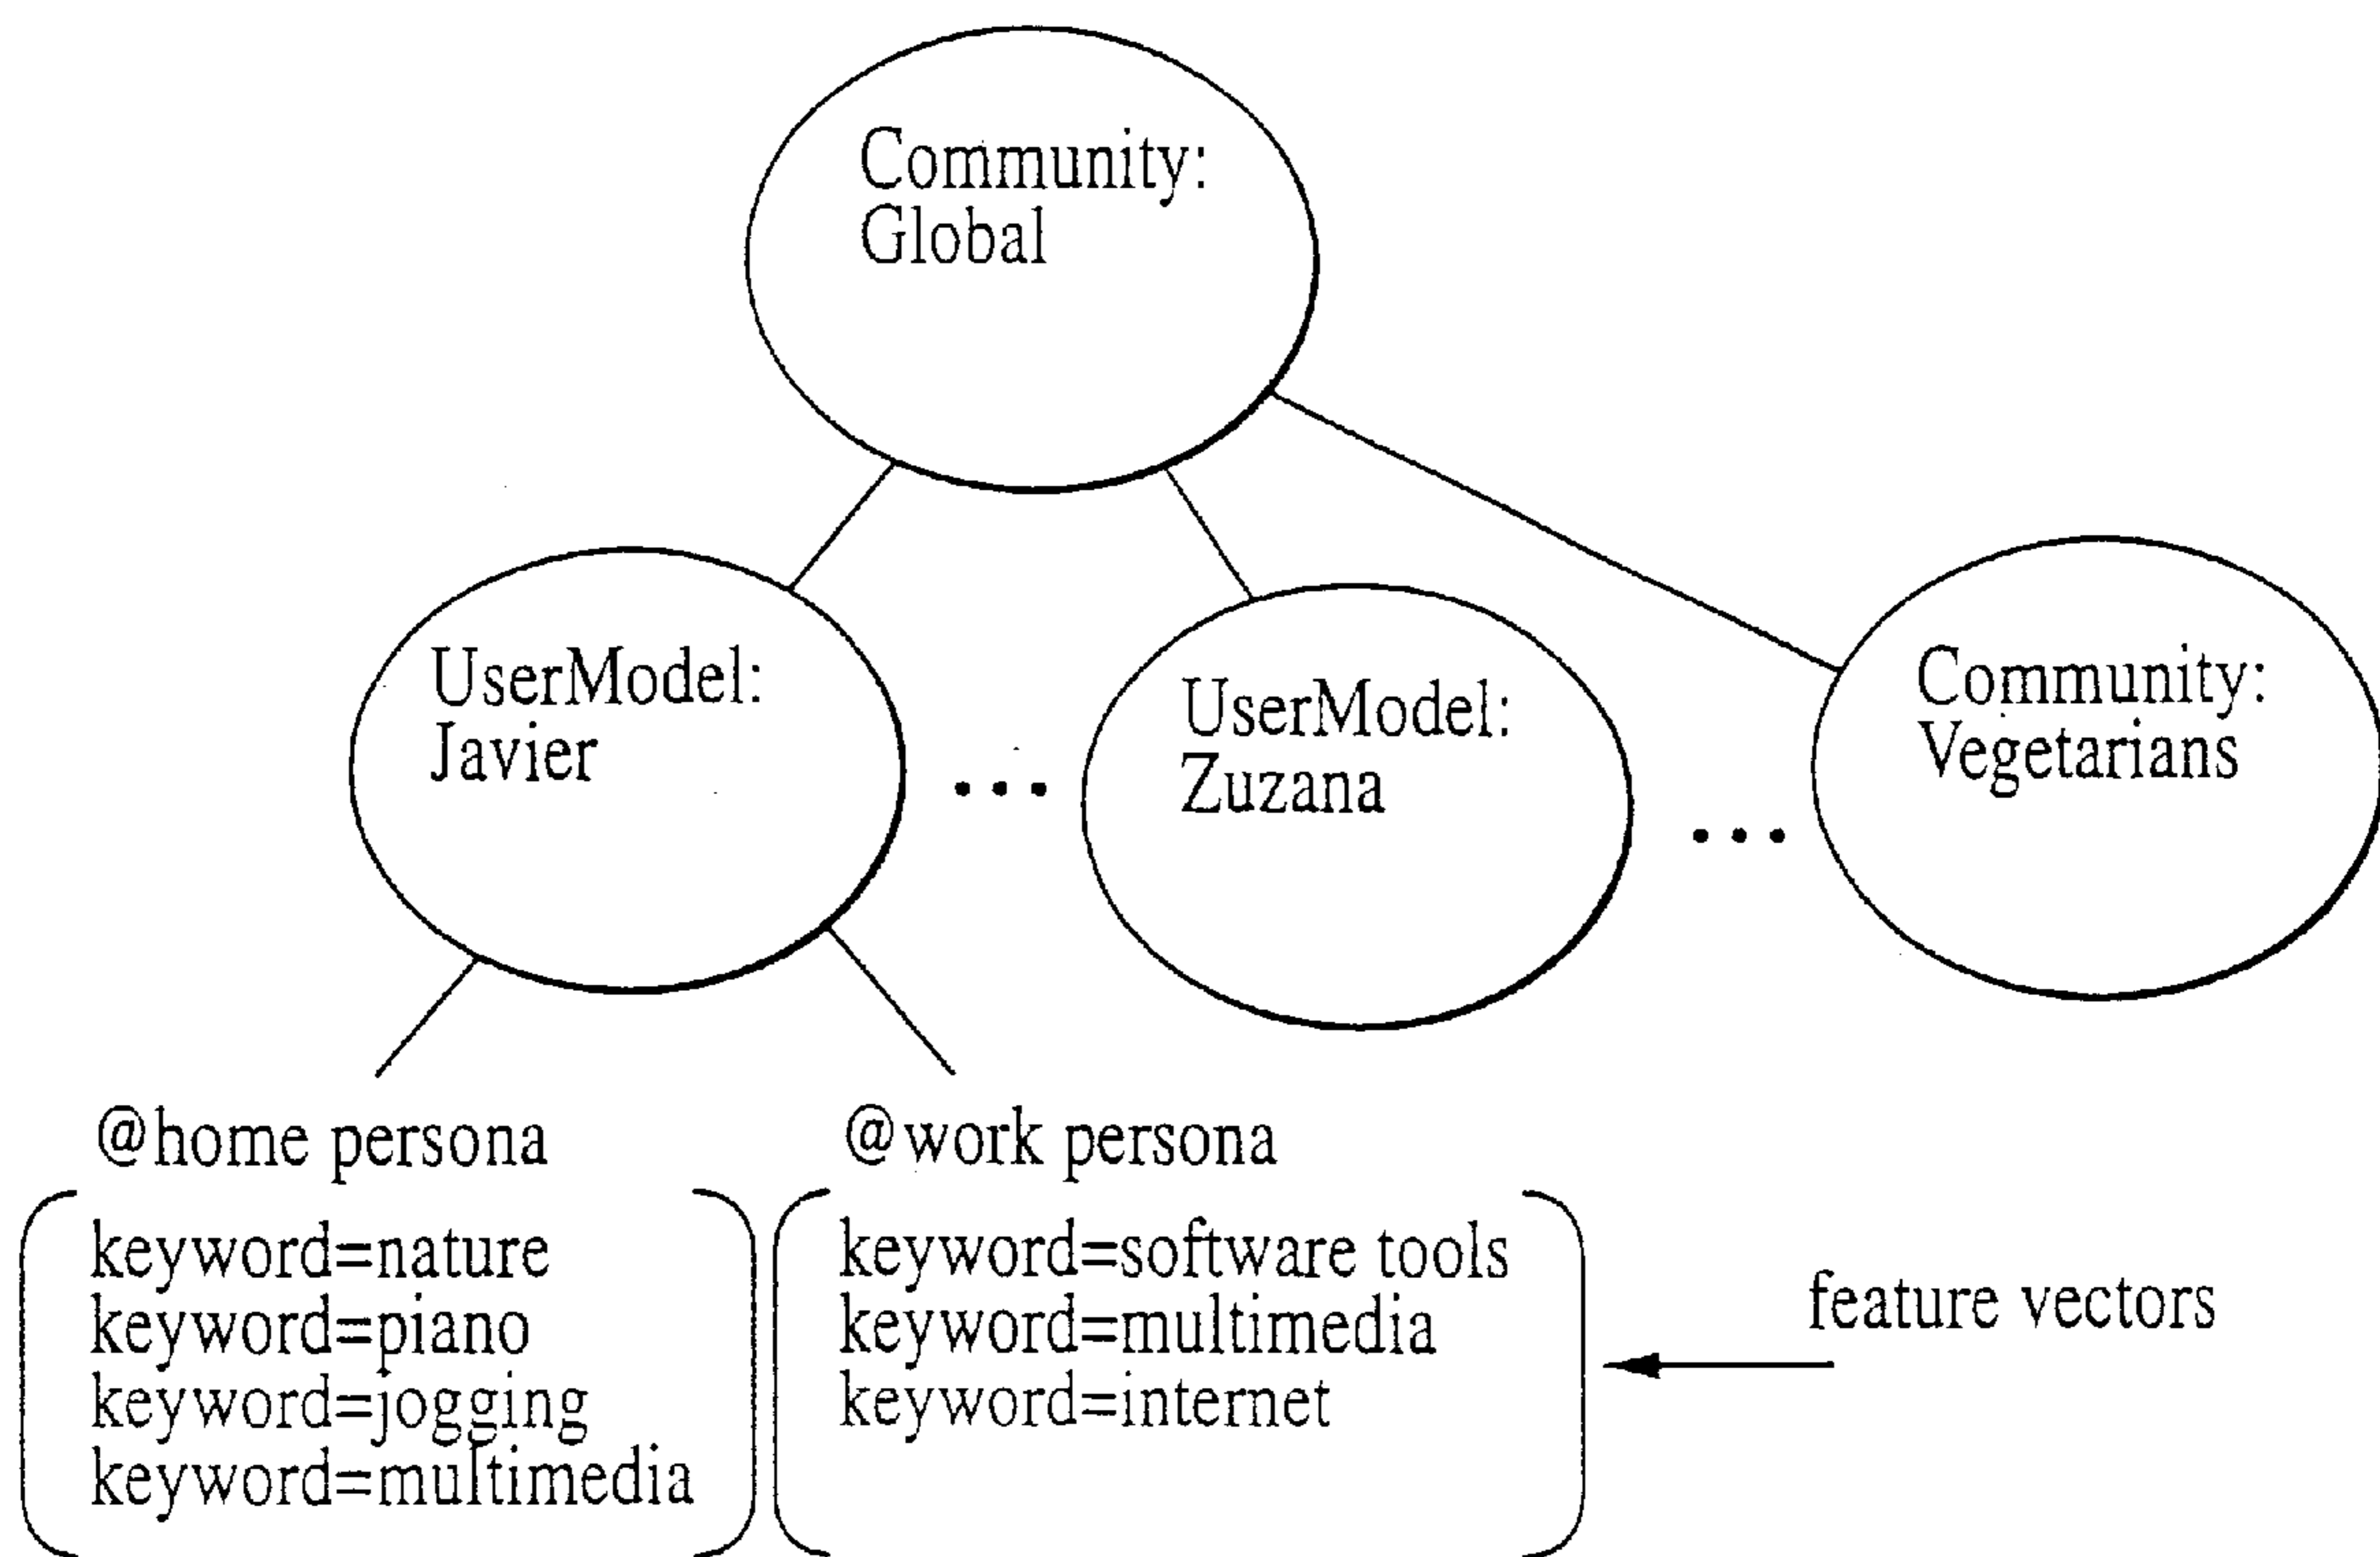 Community:
Global
UserModel:
Javier
UserModel:
Zuzana
Community:
Vegetarians
@home persona
@work persona
keyword=nature
keyword=piano
keyword=jogging
keyword=multimedia
keyword=software tools
keyword=multimedia
keyword=internet
feature vectors